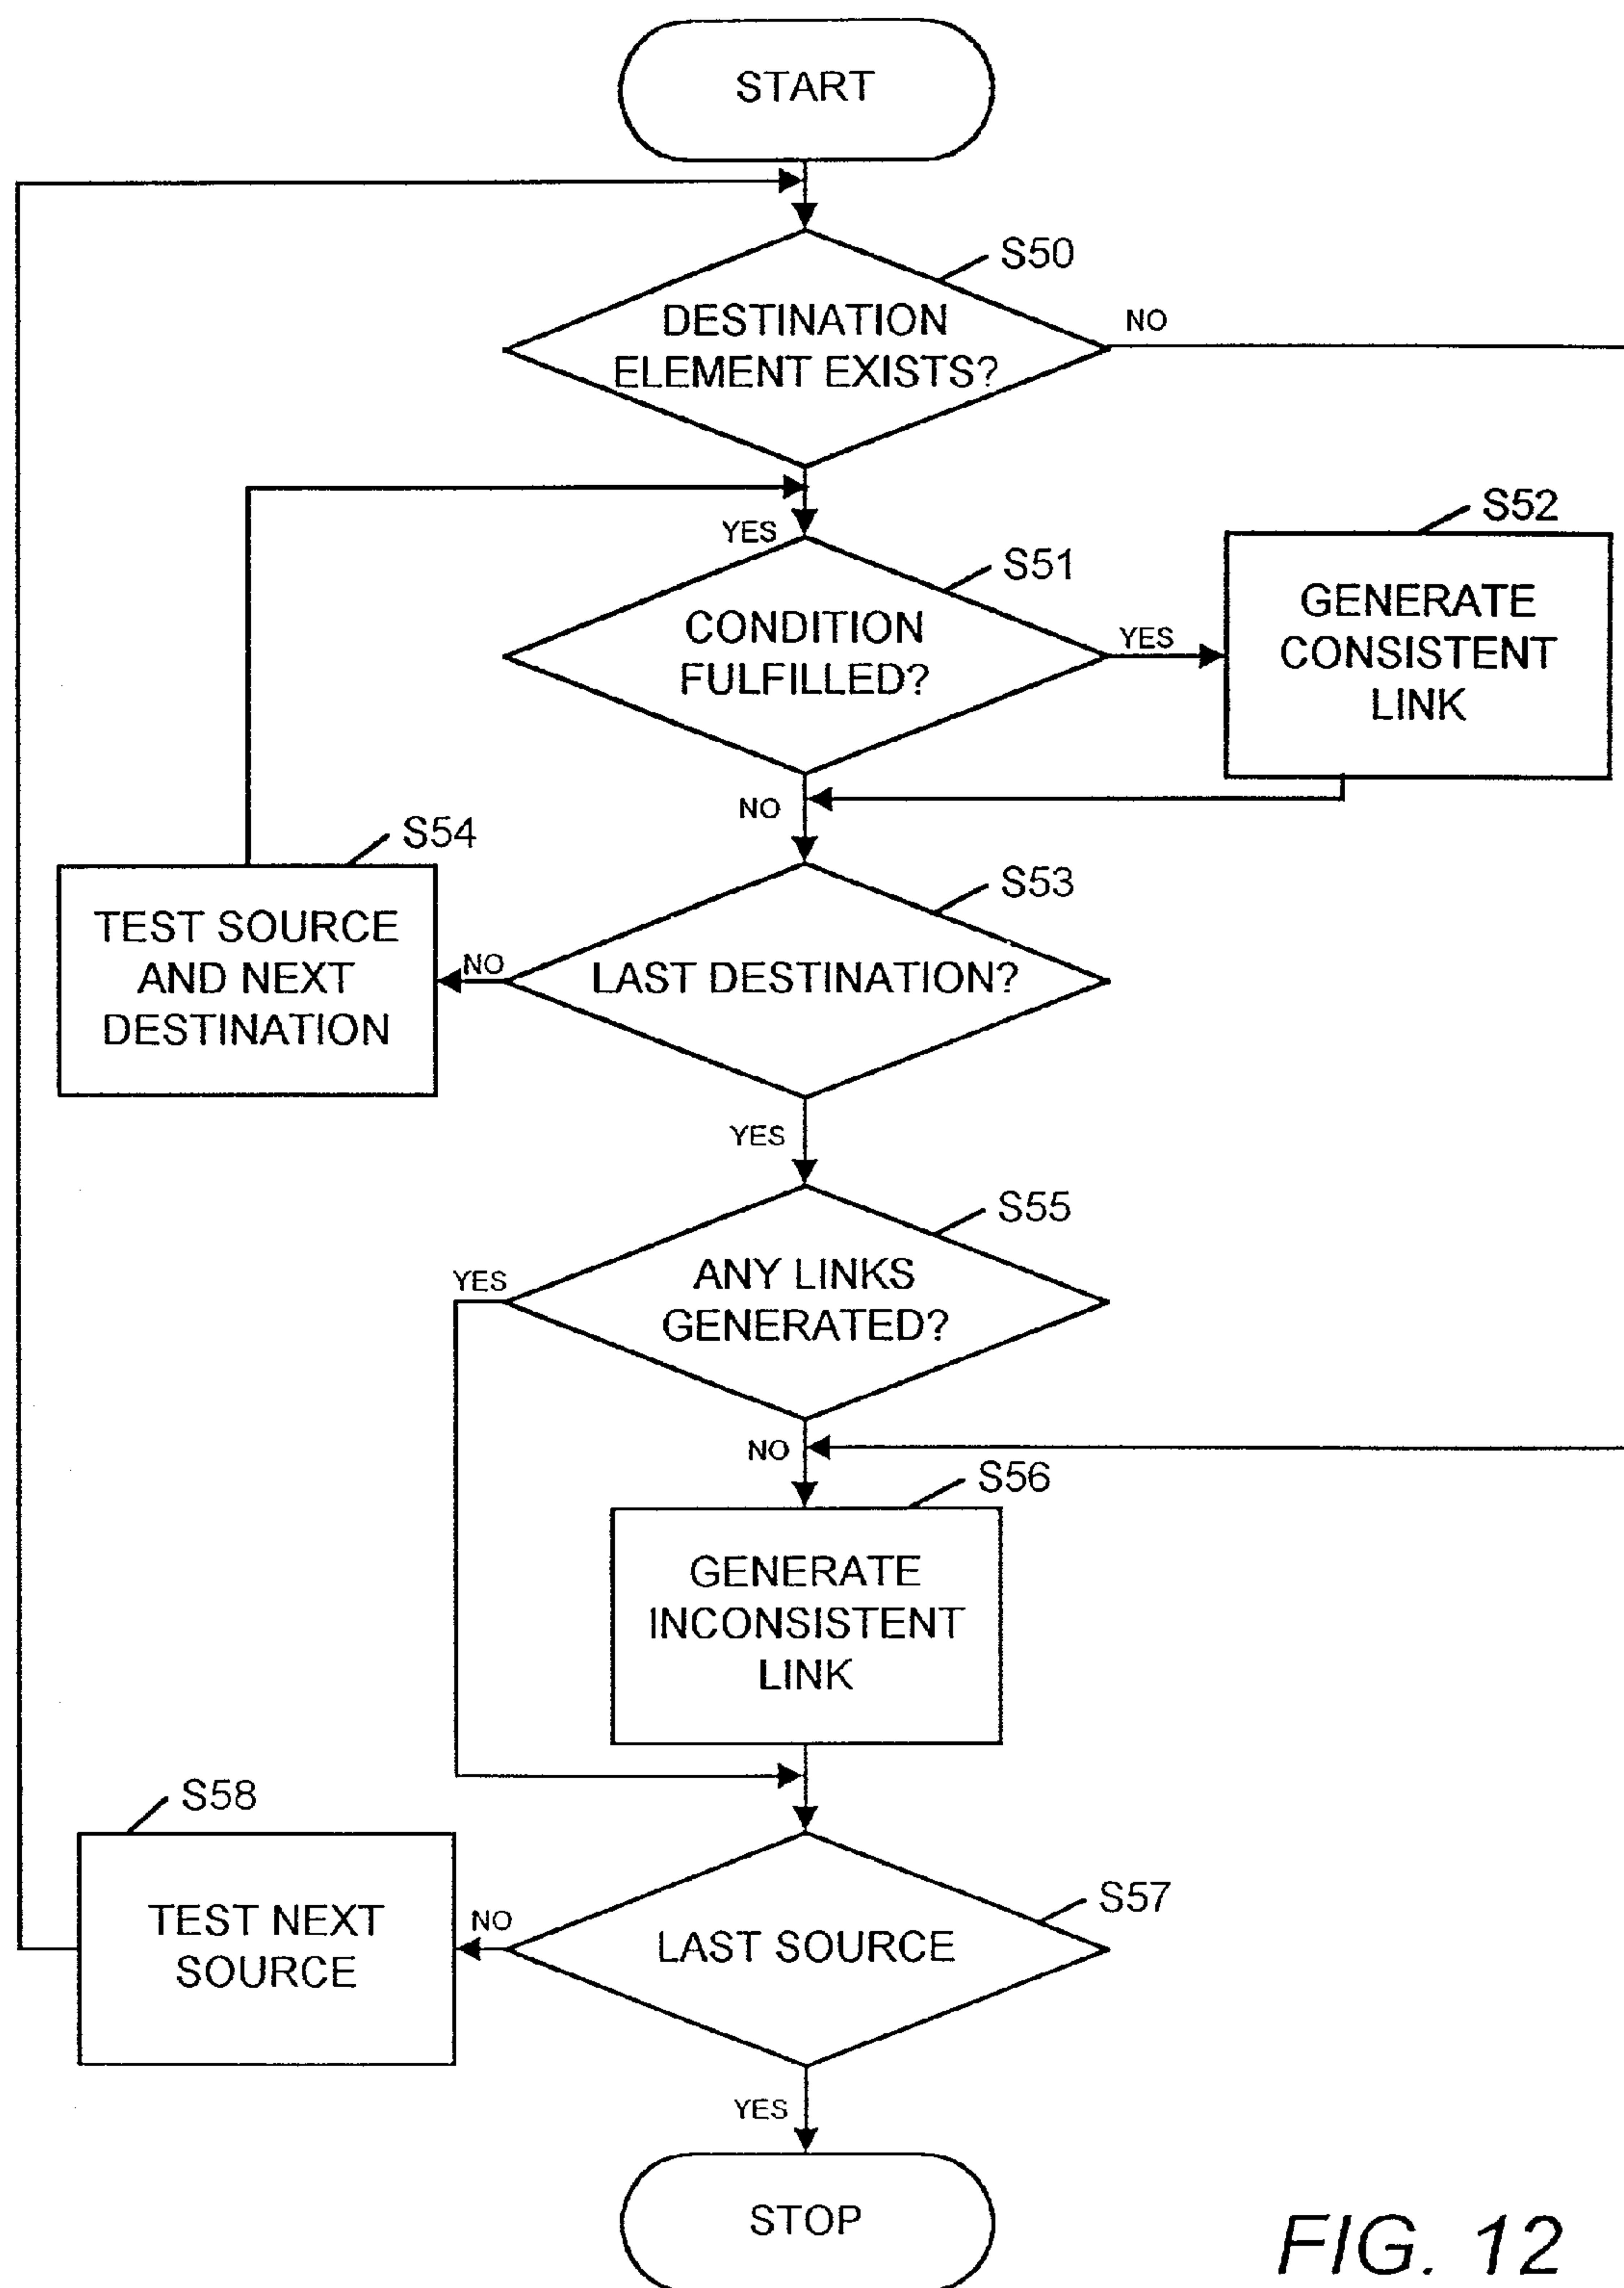 START
S50
DESTINATION
ELEMENT EXISTS?
NO
YES
S51
CONDITION
FULFILLED?
YES
S52
GENERATE
CONSISTENT
LINK
NO
S54
TEST SOURCE
AND NEXT
DESTINATION
NO
S53
LAST DESTINATION?
YES
S55
ANY LINKS
GENERATED?
YES
NO
S56
GENERATE
INCONSISTENT
LINK
S58
TEST NEXT
SOURCE
NO
S57
LAST SOURCE
YES
STOP
FIG. 12